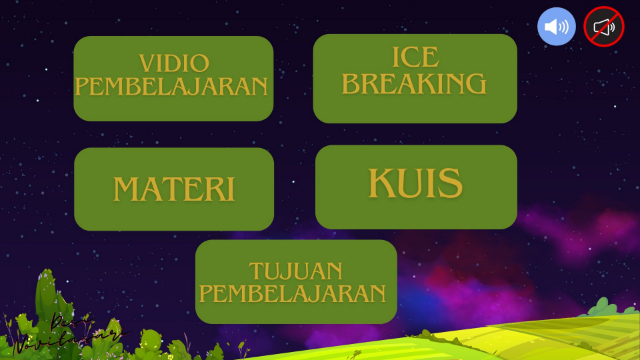 VIDIO
PEMBELAJARAN
ICE
BREAKING
MATERI
KUIS
TUJUAN
PEMBELAJARAN